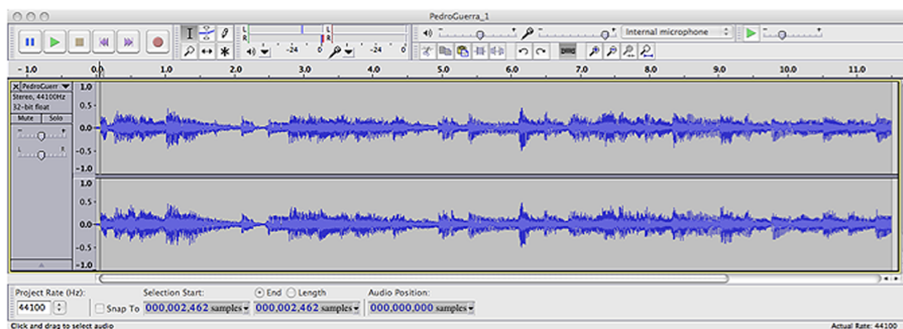 PedroGuerra_1
L
R
-24 0
L
R
-24 0
Internal microphone
- 1.0 0.0 1.0 2.0 3.0 4.0 5.0 6.0 7.0 8.0 9.0 10.0 11.0
X PedroGuerr
Stereo, 44100Hz
32-bit float
Mute Solo
- +
L R
1.0
0.5-
0.0-
-0.5-
-1.0
1.0
0.5-
0.0-
-0.5-
-1.0
Project Rate (Hz): Selection Start: End Length Audio Position:
44100 Snap To 000,002,462 samples 000,002,462 samples 000,000,000 samples
Click and drag to select audio Actual Rate: 44100